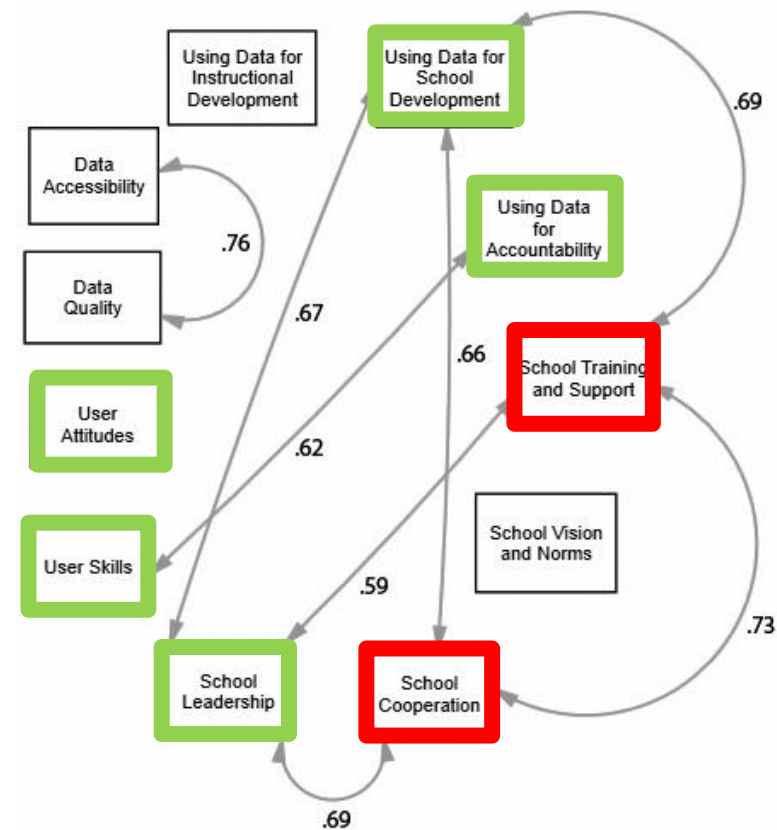 Using Data for
Instructional
Development
Using Data for
School
Development
.69
Data
Accessibility
.76
Using Data
for
Accountability
Data
Quality
.67
.66
School Training
and Support
User
Attitudes
.62
School Vision
and Norms
User Skills
.59
.73
School
Leadership
School
Cooperation
.69